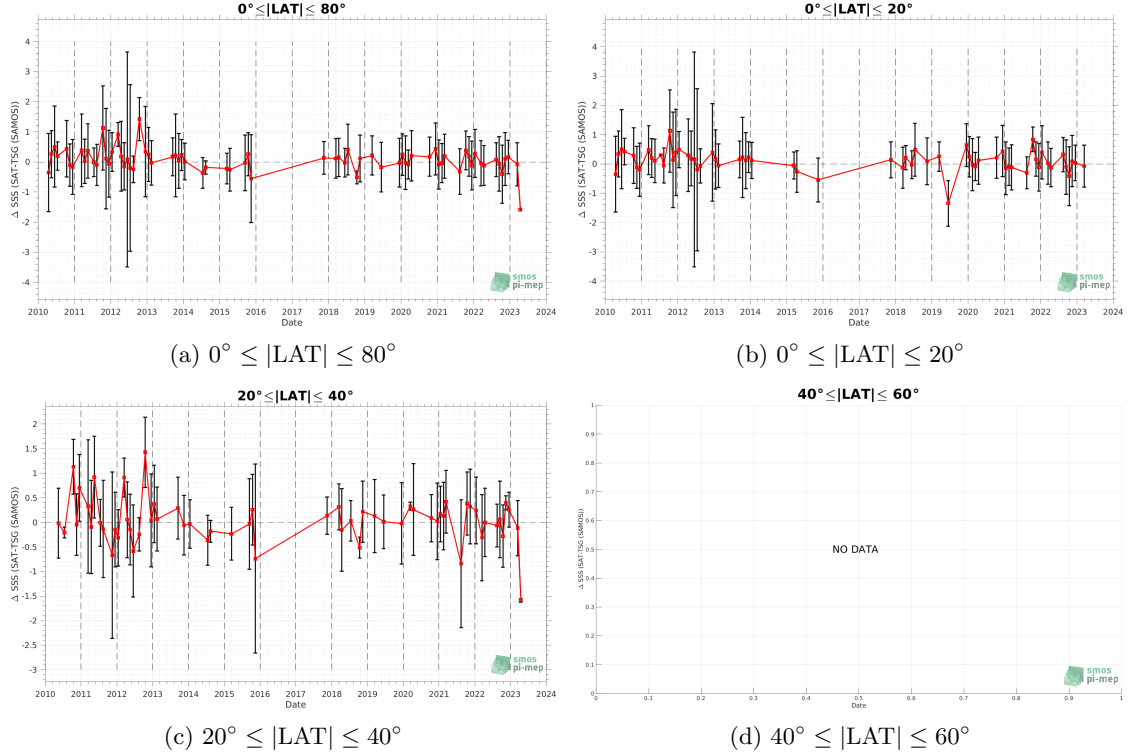 0°≤|LAT|≤ 80°
Δ SSS (SAT-TSG (SAMOS))
4
3
2
1
0
-1
-2
-3
-4
2010 2011 2012 2013 2014 2015 2016 2017 2018 2019 2020 2021 2022 2023 2024
Date
smos
pi-mep
(a) 0° ≤ |LAT| ≤ 80°
0°≤|LAT|≤ 20°
Δ SSS (SAT-TSG (SAMOS))
4
3
2
1
0
-1
-2
-3
-4
2010 2011 2012 2013 2014 2015 2016 2017 2018 2019 2020 2021 2022 2023 2024
Date
smos
pi-mep
(b) 0° ≤ |LAT| ≤ 20°
20°≤|LAT|≤ 40°
Δ SSS (SAT-TSG (SAMOS))
2
1.5
1
0.5
0
-0.5
-1
-1.5
-2
-2.5
-3
2010 2011 2012 2013 2014 2015 2016 2017 2018 2019 2020 2021 2022 2023 2024
Date
smos
pi-mep
(c) 20° ≤ |LAT| ≤ 40°
40°≤|LAT|≤ 60°
Δ SSS (SAT-TSG (SAMOS))
1
0.9
0.8
0.7
0.6
0.5
0.4
0.3
0.2
0.1
0
NO DATA
0 0.1 0.2 0.3 0.4 0.5 0.6 0.7 0.8 0.9 1
Date
smos
pi-mep
(d) 40° ≤ |LAT| ≤ 60°